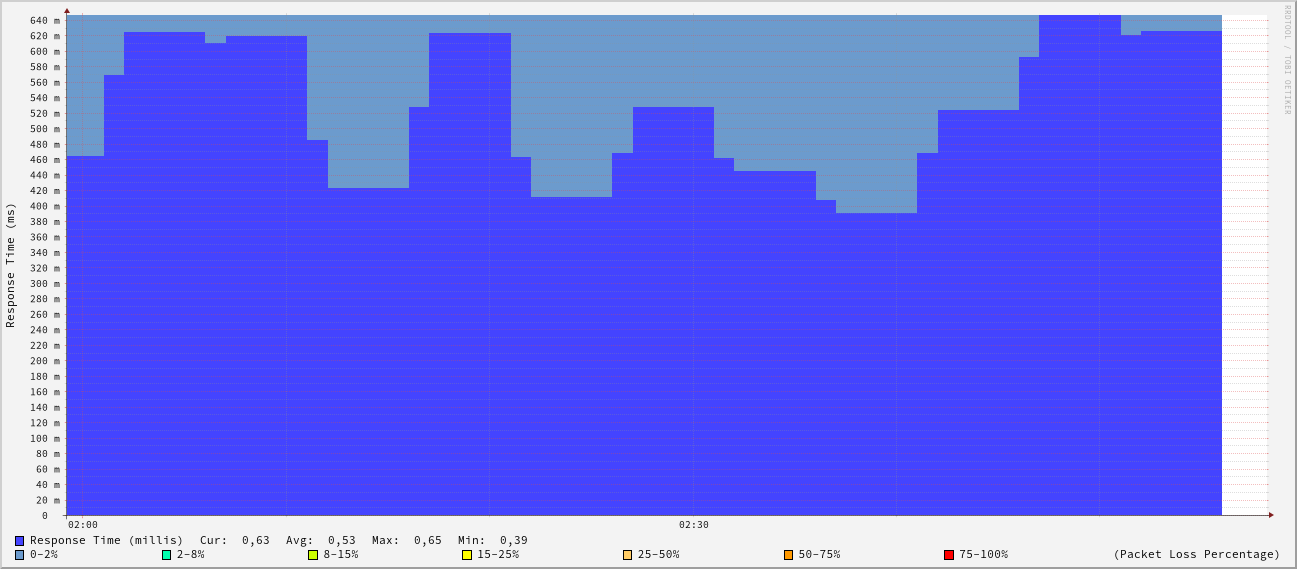 640 m
620 m
600 m
580 m
560 m
540 m
520 m
500 m
480 m
460 m
440 m
420 m
400 m
380 m
360 m
340 m
320 m
300 m
280 m
260 m
240 m
220 m
200 m
180 m
160 m
140 m
120 m
100 m
80 m
60 m
40 m
20 m
0
Response Time (ms)
RRDTOOL / TOBI OETIKER
02:00 02:30
Response Time (millis) Cur: 0,63 Avg: 0,53 Max: 0,65 Min: 0,39
0-2% 2-8% 8-15% 15-25% 25-50% 50-75% 75-100% (Packet Loss Percentage)